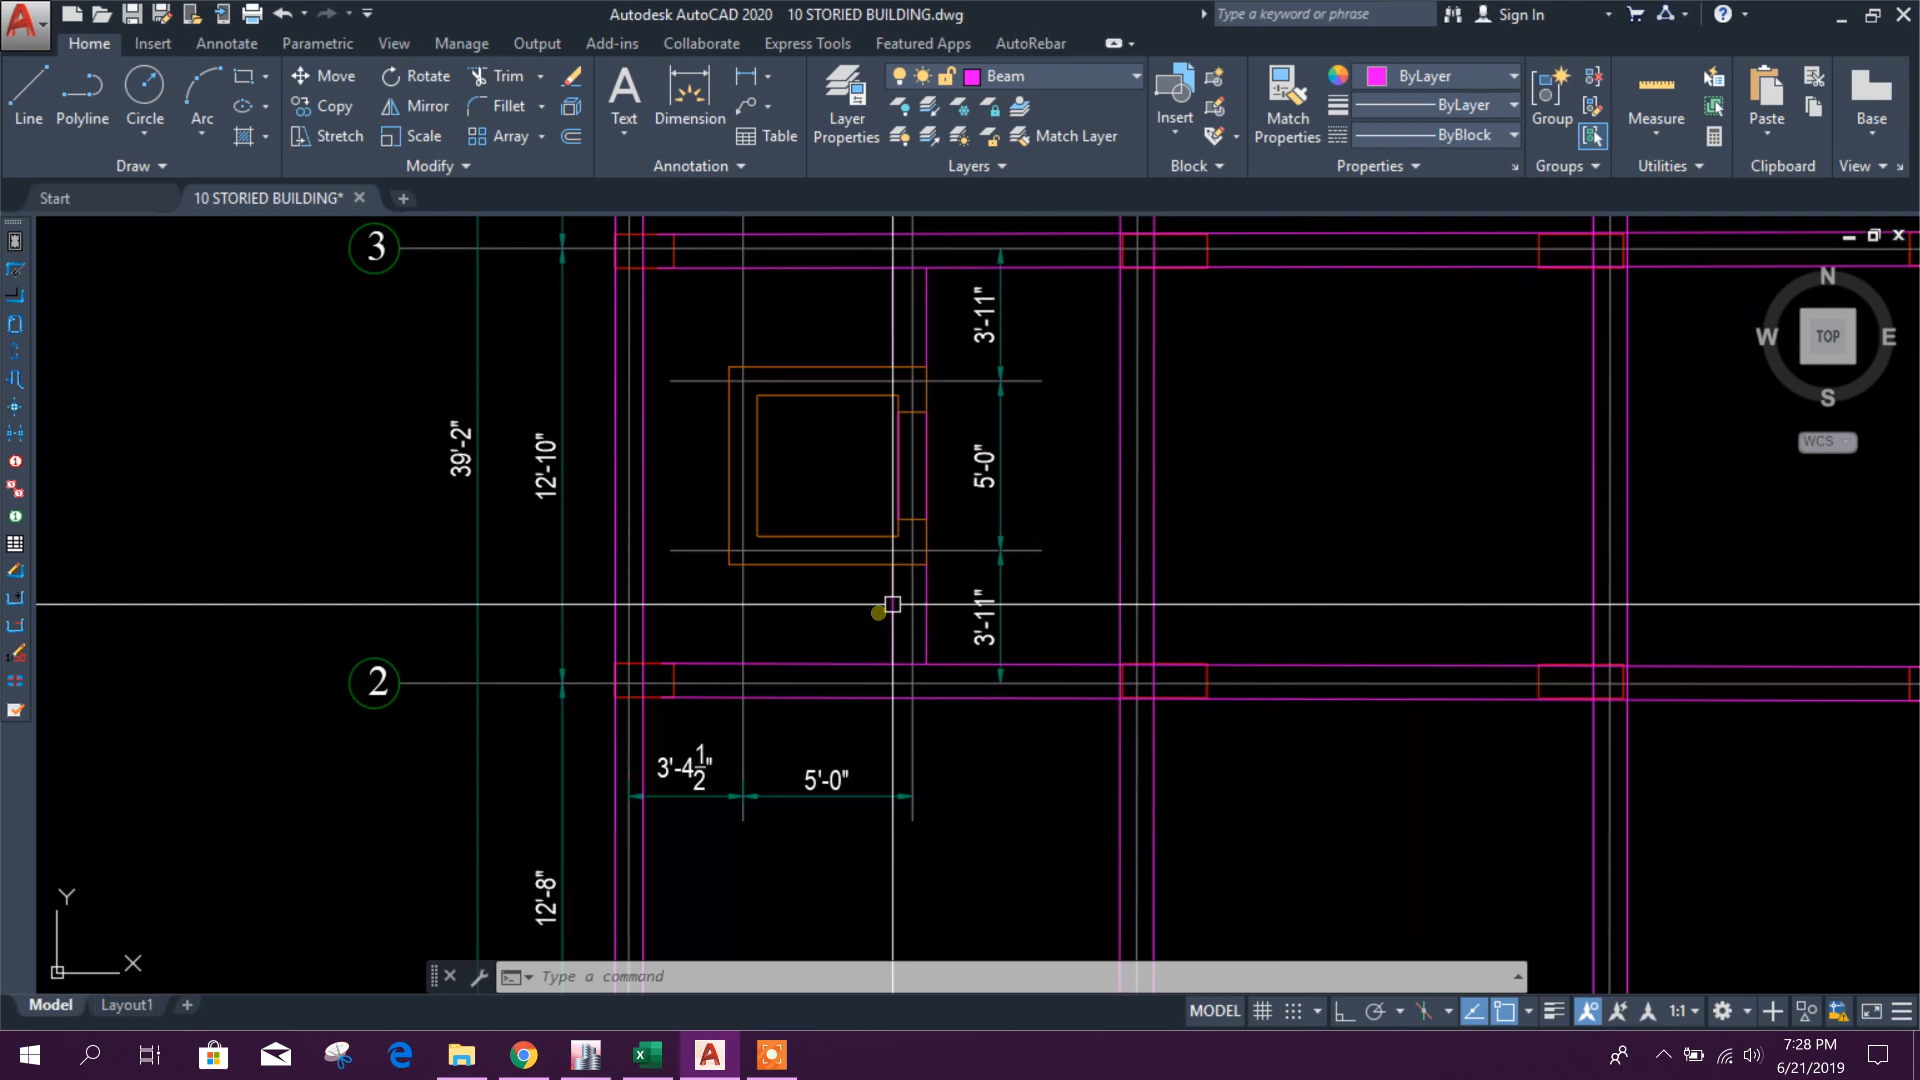 Autodesk AutoCAD 2020 10 STORIED BUILDING.dwg
Type a keyword or phrase
Sign In
Home Insert Annotate Parametric View Manage Output Add-ins Collaborate Express Tools Featured Apps AutoRebar
Line Polyline Circle Arc
Move Rotate Trim
Copy Mirror Fillet
Stretch Scale Array
Text Dimension Table
Layer Properties
Beam
Match Layer
Insert
Match Properties
ByLayer
ByLayer
ByBlock
Group
Measure
Paste
Base
Draw Modify Annotation Layers Block Properties Groups Utilities Clipboard View
Start 10 STORIED BUILDING*
3
N
W TOP E
S
WCS
3'-11"
39'-2"
12'-10"
5'-0"
3'-11"
2
3'-4 1/2"
5'-0"
12'-8"
Y
X
Type a command
Model Layout1
MODEL 1:1
7:28 PM
6/21/2019